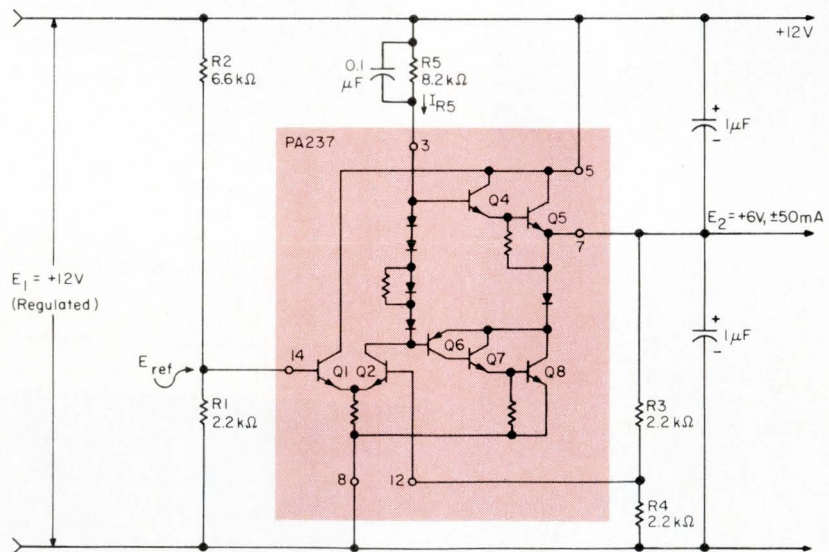 +12V
R2
6.6kΩ
0.1
μF
R5
8.2kΩ
I R5
+
1μF
-
PA237
3
5
Q4
Q5
E2 = +6V, ±50mA
7
E1 = +12V
(Regulated)
Eref
14
Q1
Q2
Q6
Q7
Q8
+
1μF
-
R1
2.2kΩ
R3
2.2kΩ
8
12
R4
2.2kΩ